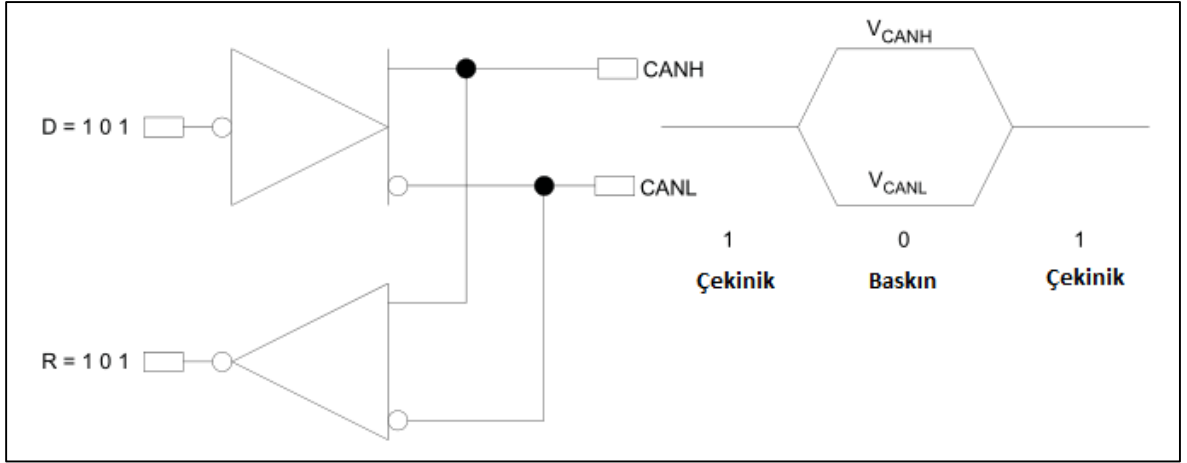 V_CANH
CANH
D = 1 0 1
CANL
V_CANL
1 0 1
Çekinik Baskın Çekinik
R = 1 0 1